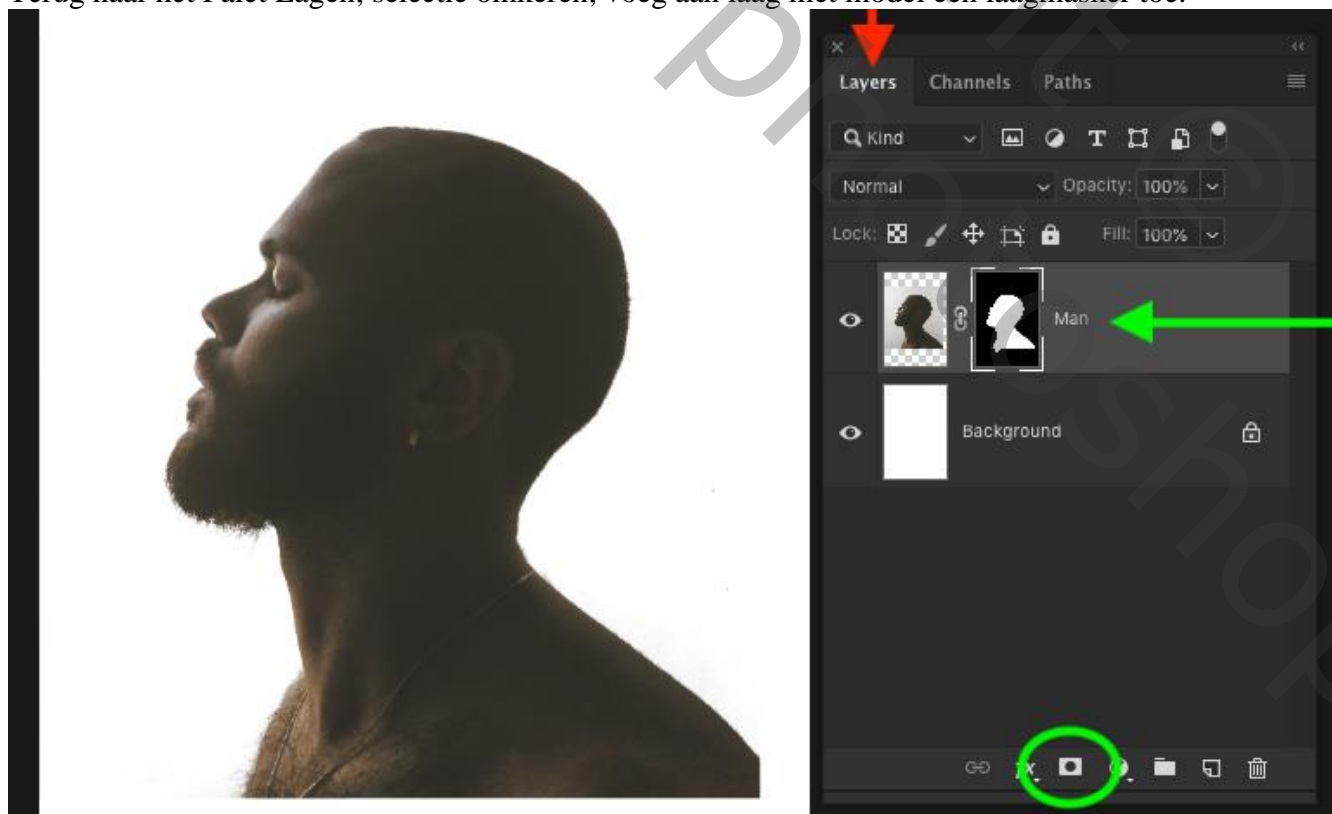 Terug naar het Palet Lagen, selectie omkeren, voeg aan laag met model een laagmasker toe.
Layers Channels Paths
Kind
Normal Opacity: 100%
Lock: Fill: 100%
Man
Background
fx